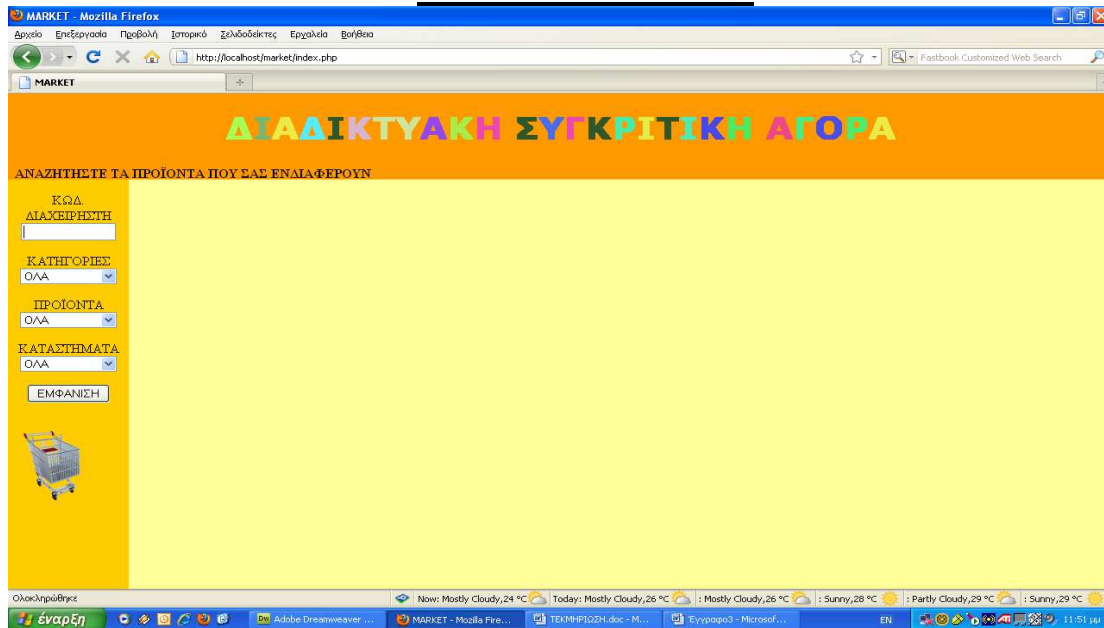 MARKET - Mozilla Firefox
Αρχείο Επεξεργασία Προβολή Ιστορικό Σελιδοδείκτες Εργαλεία Βοήθεια
http://localhost/market/index.php
Fastbook Customized Web Search
MARKET
ΔΙΑΔΙΚΤΥΑΚΗ ΣΥΓΚΡΙΤΙΚΗ ΑΓΟΡΑ
ΑΝΑΖΗΤΗΣΤΕ ΤΑ ΠΡΟΪΟΝΤΑ ΠΟΥ ΣΑΣ ΕΝΔΙΑΦΕΡΟΥΝ
ΚΩΔ.
ΔΙΑΧΕΙΡΗΣΤΗ
ΚΑΤΗΓΟΡΙΕΣ
ΟΛΑ
ΠΡΟΪΟΝΤΑ
ΟΛΑ
ΚΑΤΑΣΤΗΜΑΤΑ
ΟΛΑ
ΕΜΦΑΝΙΣΗ
Ολοκληρώθηκε
Now: Mostly Cloudy,24 °C Today: Mostly Cloudy,26 °C : Mostly Cloudy,26 °C : Sunny,28 °C : Partly Cloudy,29 °C : Sunny,29 °C
έναρξη Adobe Dreamweaver ... MARKET - Mozilla Fire... ΤΕΚΜΗΡΙΩΣΗ.doc - M... Έγγραφο3 - Microsof... EN 11:51 μμ